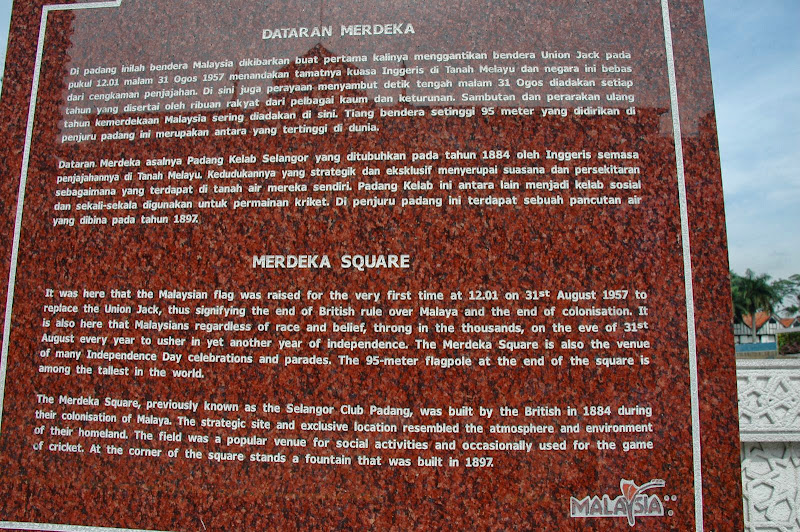 DATARAN MERDEKA
Di padang inilah bendera Malaysia dikibarkan buat pertama kalinya menggantikan bendera Union Jack pada
pukul 12.01 malam 31 Ogos 1957 menandakan tamatnya kuasa Inggeris di Tanah Melayu dan negara ini bebas
dari cengkaman penjajahan. Di sini juga perayaan menyambut detik tengah malam 31 Ogos diadakan setiap
tahun yang disertai oleh ribuan rakyat dari pelbagai kaum dan keturunan. Sambutan dan perarakan ulang
tahun kemerdekaan Malaysia sering diadakan di sini. Tiang bendera setinggi 95 meter yang didirikan di
penjuru padang ini merupakan antara yang tertinggi di dunia.
Dataran Merdeka asalnya Padang Kelab Selangor yang ditubuhkan pada tahun 1884 oleh Inggeris semasa
penjajahannya di Tanah Melayu. Kedudukannya yang strategik dan eksklusif menyerupai suasana dan persekitaran
sebagaimana yang terdapat di tanah air mereka sendiri. Padang Kelab ini antara lain menjadi kelab sosial
dan sekali-sekala digunakan untuk permainan kriket. Di penjuru padang ini terdapat sebuah pancutan air
yang dibina pada tahun 1897.
MERDEKA SQUARE
It was here that the Malaysian flag was raised for the very first time at 12.01 on 31st August 1957 to
replace the Union Jack, thus signifying the end of British rule over Malaya and the end of colonisation. It
is also here that Malaysians regardless of race and belief, throng in the thousands, on the eve of 31st
August every year to usher in yet another year of independence. The Merdeka Square is also the venue
of many Independence Day celebrations and parades. The 95-meter flagpole at the end of the square is
among the tallest in the world.
The Merdeka Square, previously known as the Selangor Club Padang, was built by the British in 1884 during
their colonisation of Malaya. The strategic site and exclusive location resembled the atmosphere and environment
of their homeland. The field was a popular venue for social activities and occasionally used for the game
of cricket. At the corner of the square stands a fountain that was built in 1897.
MALAYSIA